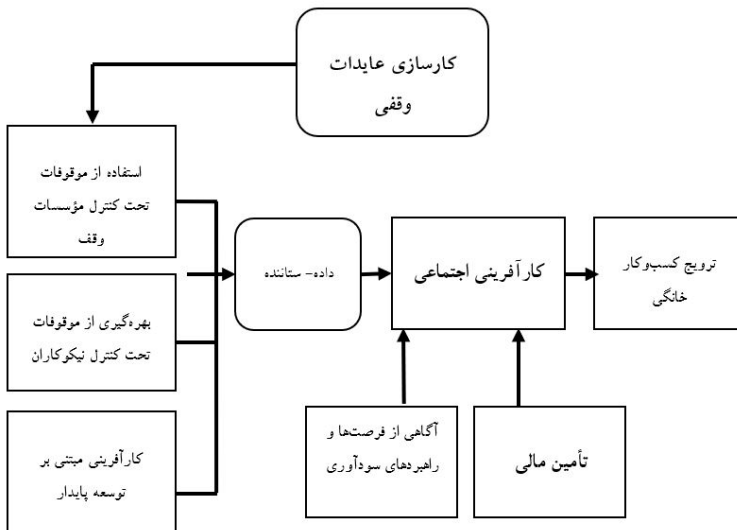 کارسازی عایدات
وقفی
استفاده از موقوفات
تحت کنترل مؤسسات
وقف
داده- ستاننده
کارآفرینی اجتماعی
ترویج کسب‌وکار
خانگی
بهره‌گیری از موقوفات
تحت کنترل نیکوکاران
کارآفرینی مبتنی بر
توسعه پایدار
آگاهی از فرصت‌ها و
راهبردهای سودآوری
تأمین مالی